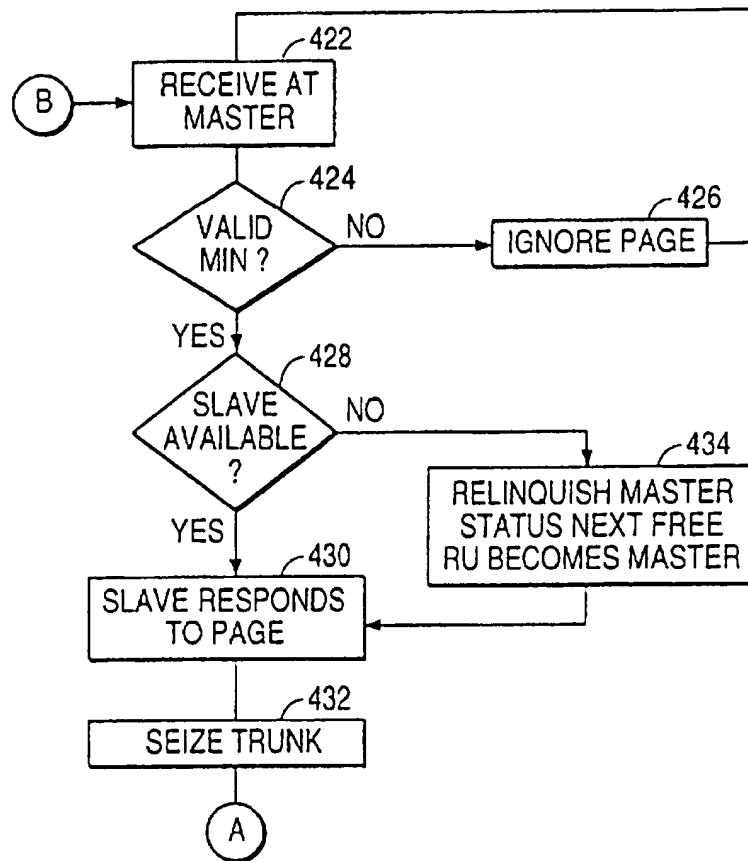 422
B
RECEIVE AT
MASTER
424
VALID
MIN ?
NO
426
IGNORE PAGE
YES
428
SLAVE
AVAILABLE
?
NO
434
RELINQUISH MASTER
STATUS NEXT FREE
RU BECOMES MASTER
YES
430
SLAVE RESPONDS
TO PAGE
432
SEIZE TRUNK
A